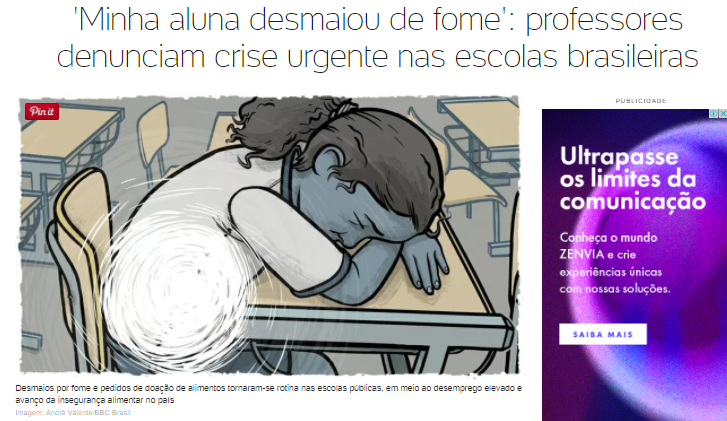 'Minha aluna desmaiou de fome': professores
denunciam crise urgente nas escolas brasileiras
Pin it
Desmaios por fome e pedidos de doação de alimentos tornaram-se rotina nas escolas públicas, em meio ao desemprego elevado e
avanço da insegurança alimentar no país
Imagem: André Valente/BBC Brasil
PUBLICIDADE
Ultrapasse
os limites da
comunicação
Conheça o mundo
ZENVIA e crie
experiências únicas
com nossas soluções.
SAIBA MAIS